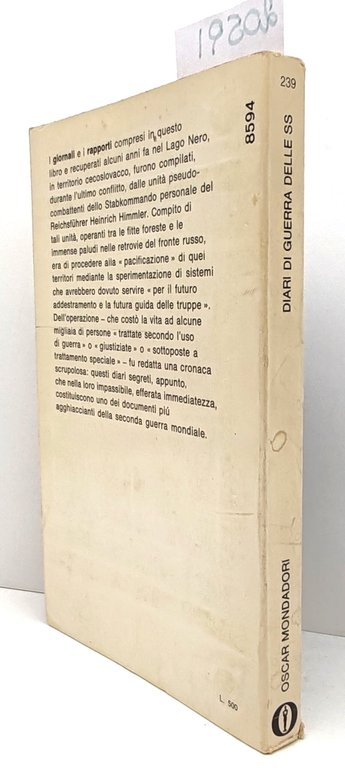 19502
I giornali e i rapporti compresi in questo
libro e recuperati alcuni anni fa nel Lago Nero,
in territorio cecoslovacco, furono compilati,
durante l'ultimo conflitto, dalle unità pseudo-
combattenti dello Stabkommando personale del
Reichsführer Heinrich Himmler. Compito di
tali unità, operanti tra le fitte foreste e le
immense paludi nelle retrovie del fronte russo,
era di procedere alla « pacificazione » di quei
territori mediante la sperimentazione di sistemi
che avrebbero dovuto servire « per il futuro
addestramento e la futura guida delle truppe ».
Dell'operazione – che costò la vita ad alcune
migliaia di persone « trattate secondo l'uso
di guerra » o « giustiziate » o « sottoposte a
trattamento speciale » – fu redatta una cronaca
scrupolosa: questi diari segreti, appunto,
che nella loro impassibile, efferata immediatezza,
costituiscono uno dei documenti piú
agghiaccianti della seconda guerra mondiale.
8594
L. 500
239
DIARI DI GUERRA DELLE SS
OSCAR MONDADORI